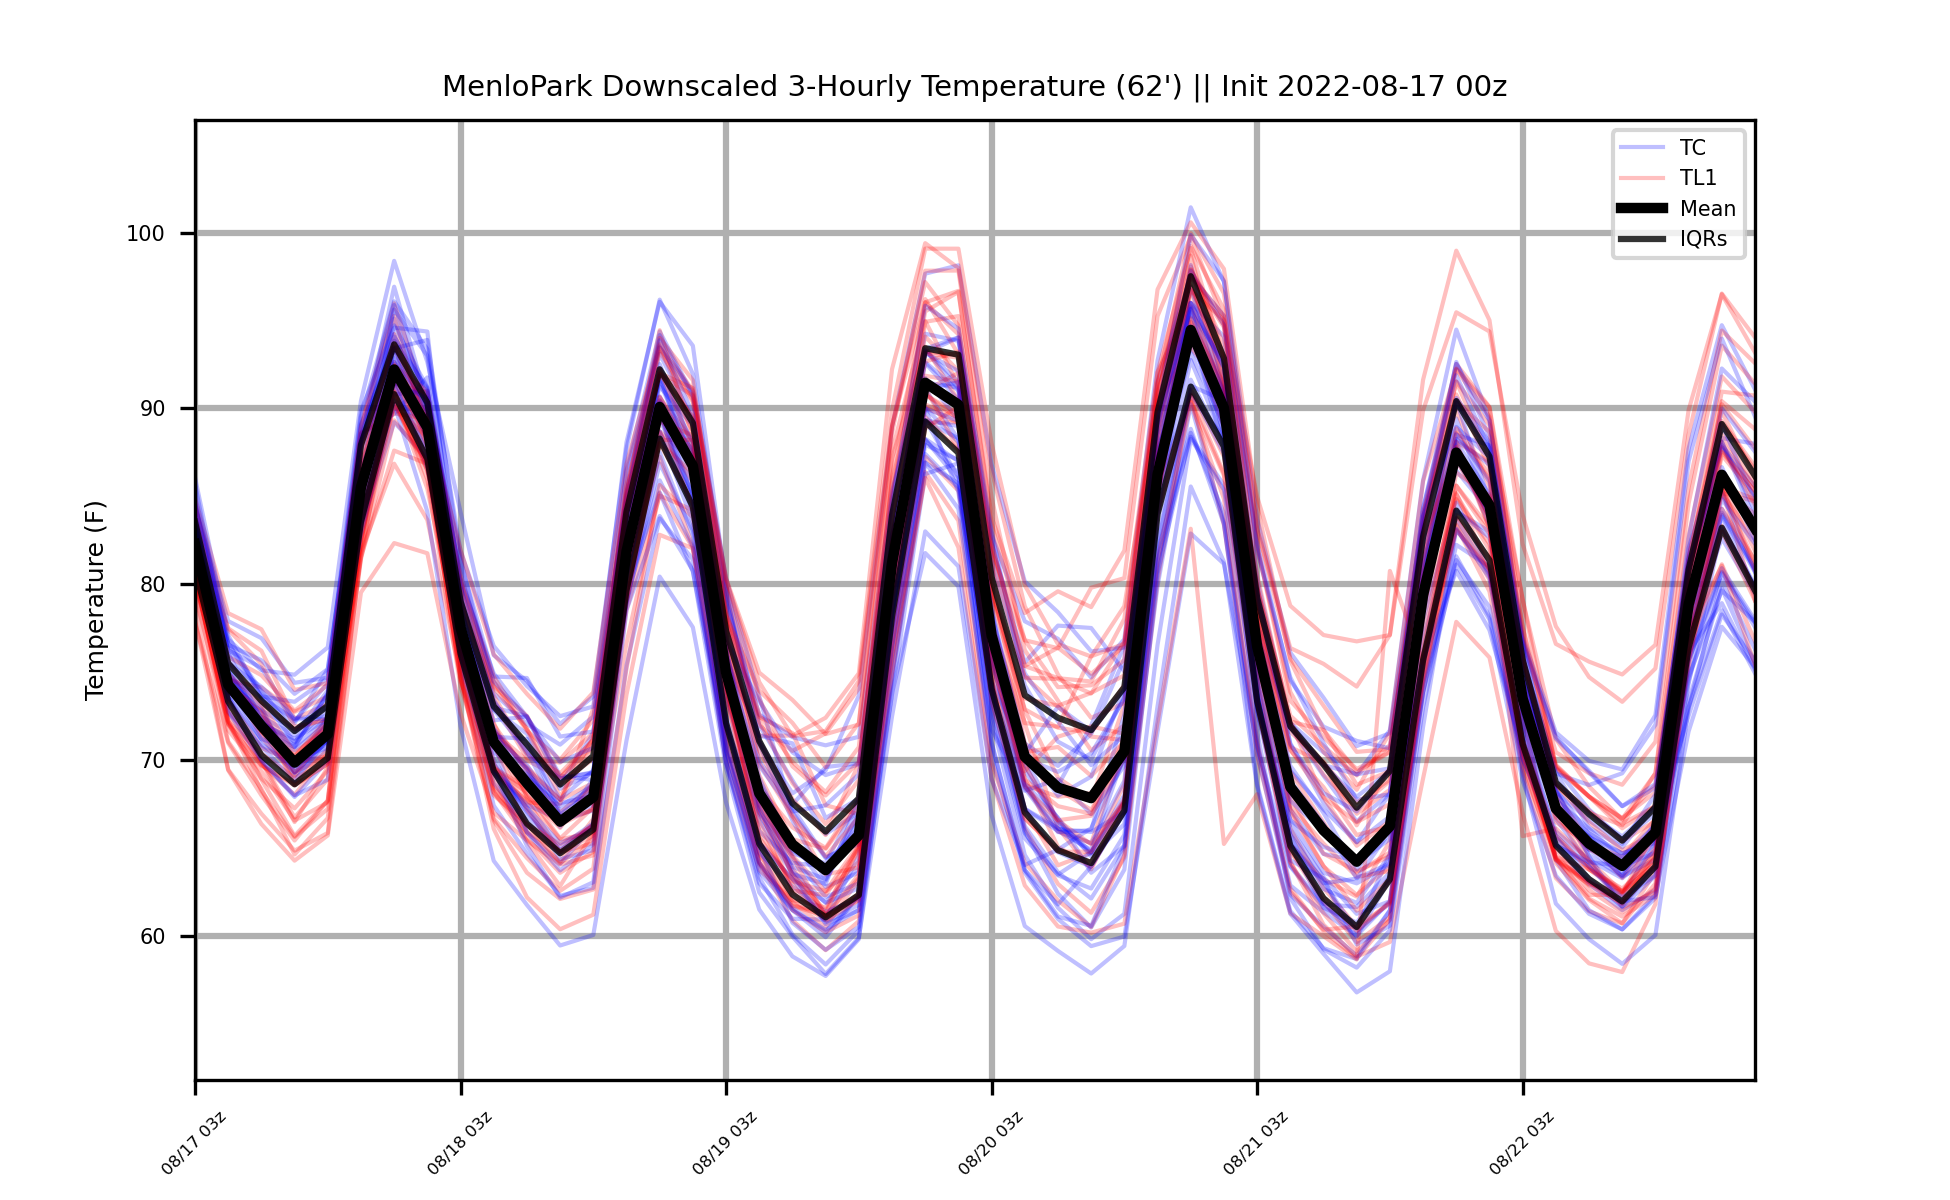 MenloPark Downscaled 3-Hourly Temperature (62') || Init 2022-08-17 00z
TC
TL1
Mean
IQRs
Temperature (F)
100
90
80
70
60
08/17 03z
08/18 03z
08/19 03z
08/20 03z
08/21 03z
08/22 03z